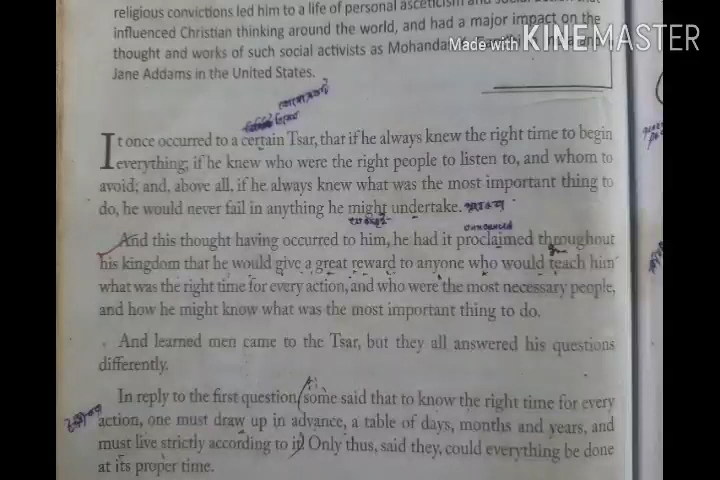 religious convictions led him to a life of personal asceticism and social action that
influenced Christian thinking around the world, and had a major impact on the
thought and works of such social activists as
Made with KINEMASTER
Jane Addams in the United States.
It once occurred to a certain Tsar, that if he always knew the right time to begin
everything; if he knew who were the right people to listen to, and whom to
avoid; and, above all, if he always knew what was the most important thing to
do, he would never fail in anything he might undertake.
announced
And this thought having occurred to him, he had it proclaimed throughout
his kingdom that he would give a great reward to anyone who would teach him
what was the right time for every action, and who were the most necessary people,
and how he might know what was the most important thing to do.
And learned men came to the Tsar, but they all answered his questions
differently.
In reply to the first question, some said that to know the right time for every
action, one must draw up in advance, a table of days, months and years, and
must live strictly according to it. Only thus, said they, could everything be done
at its proper time.